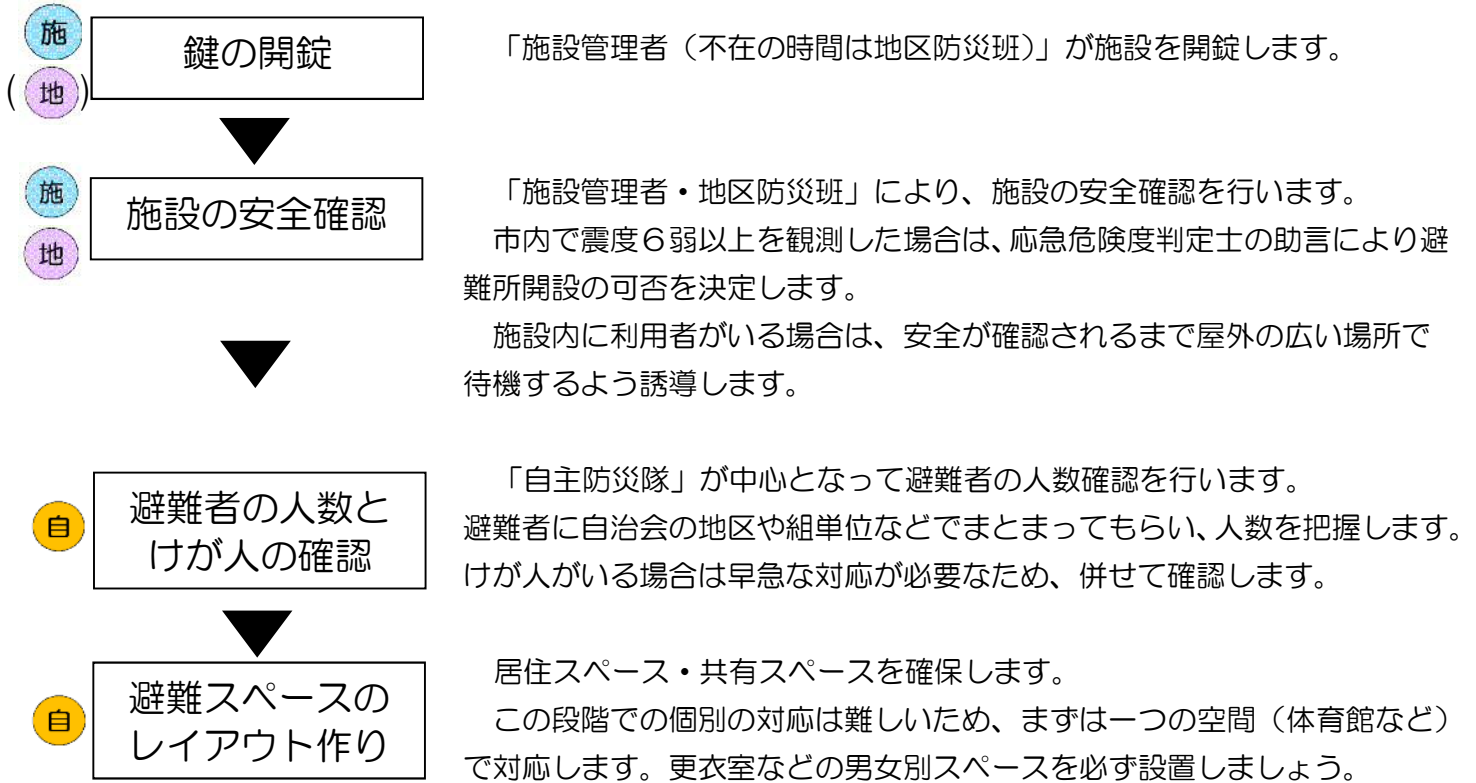 施
(地)
鍵の開錠
「施設管理者（不在の時間は地区防災班）」が施設を開錠します。
施
地
施設の安全確認
「施設管理者・地区防災班」により、施設の安全確認を行います。
市内で震度６弱以上を観測した場合は、応急危険度判定士の助言により避
難所開設の可否を決定します。
施設内に利用者がいる場合は、安全が確認されるまで屋外の広い場所で
待機するよう誘導します。
自
避難者の人数と
けが人の確認
「自主防災隊」が中心となって避難者の人数確認を行います。
避難者に自治会の地区や組単位などでまとまってもらい、人数を把握します。
けが人がいる場合は早急な対応が必要なため、併せて確認します。
自
避難スペースの
レイアウト作り
居住スペース・共有スペースを確保します。
この段階での個別の対応は難しいため、まずは一つの空間（体育館など）
で対応します。更衣室などの男女別スペースを必ず設置しましょう。